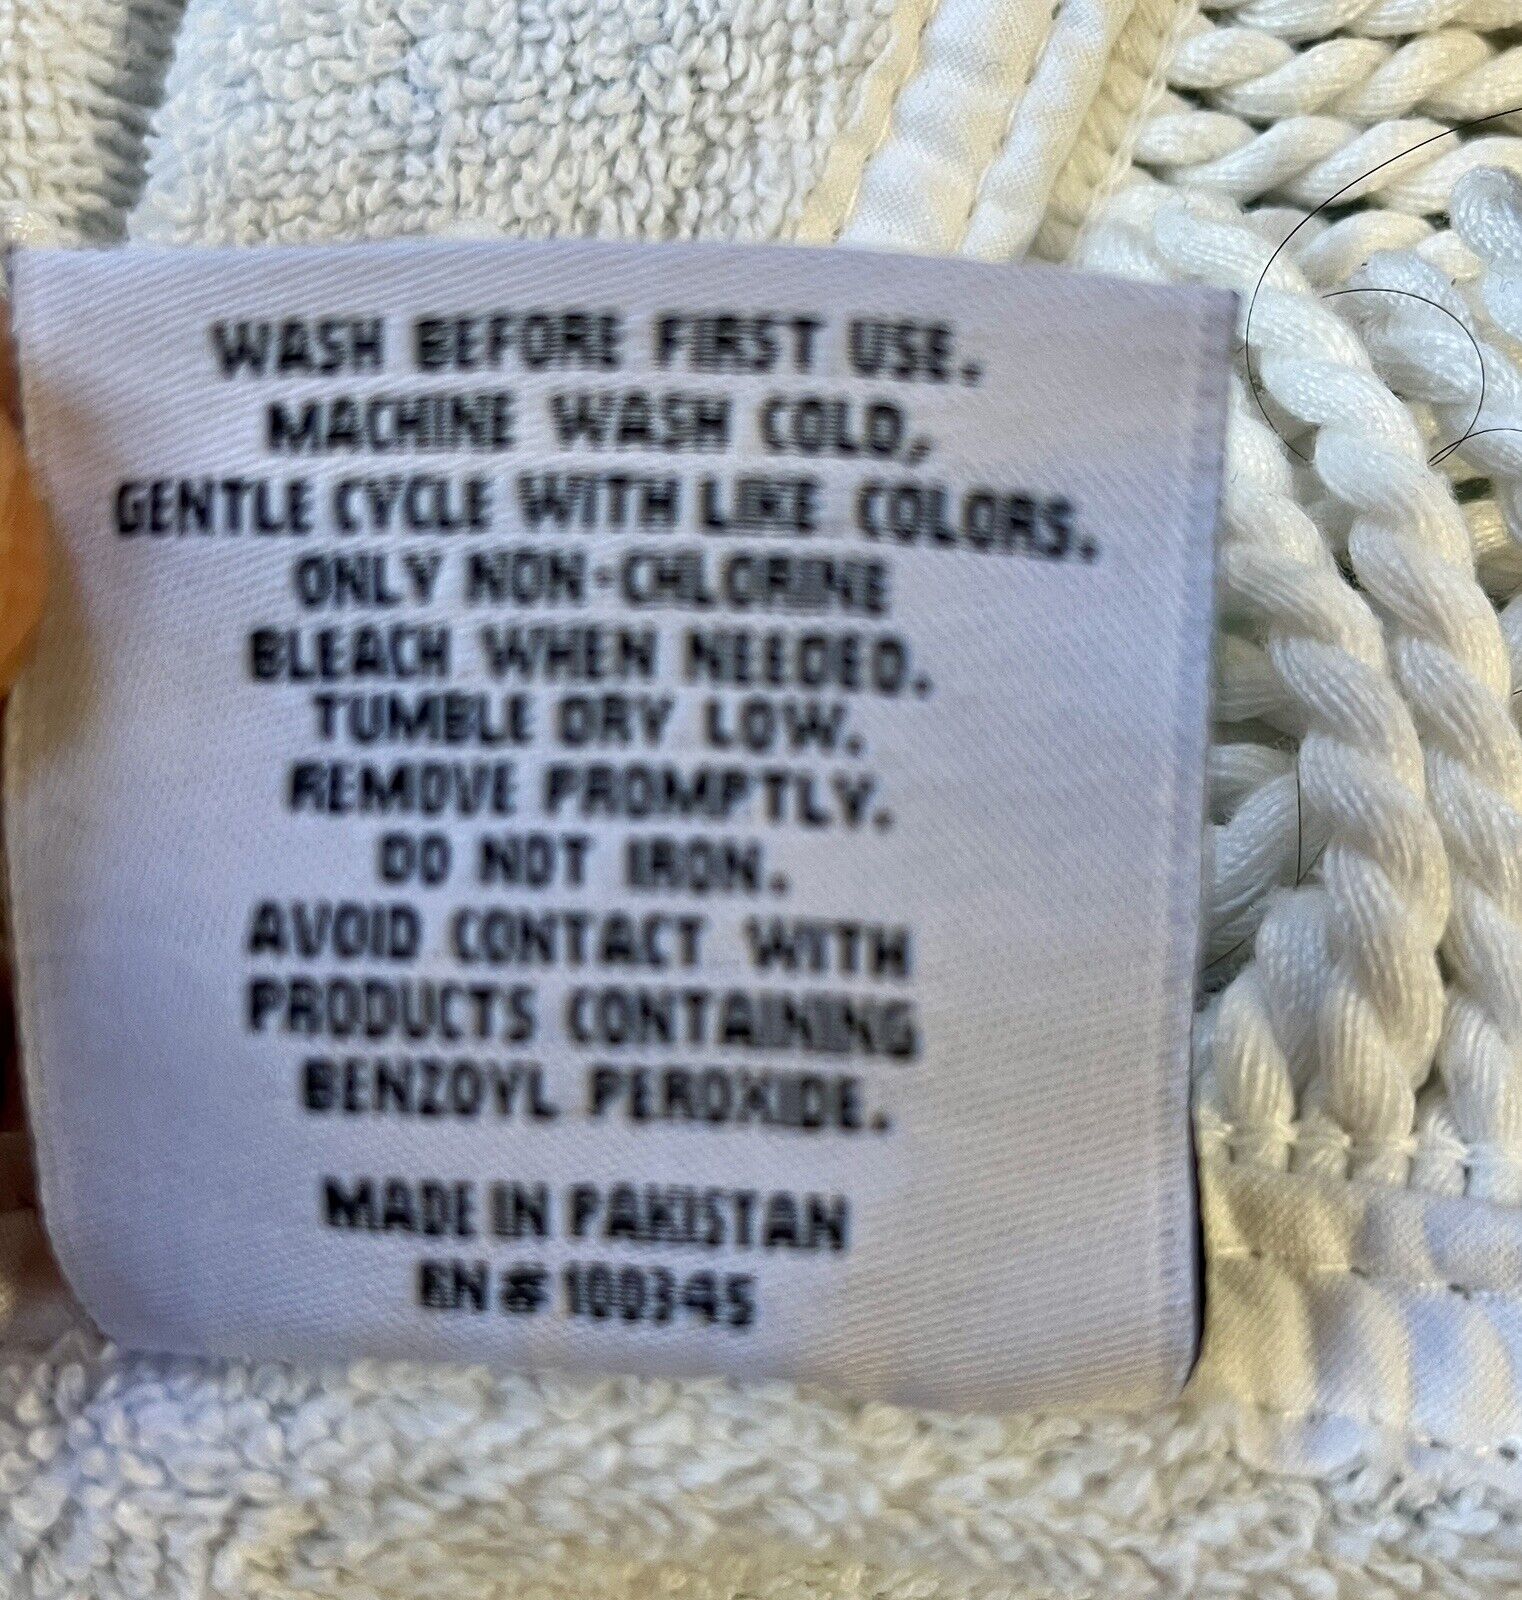 WASH BEFORE FIRST USE.
MACHINE WASH COLD,
GENTLE CYCLE WITH LIKE COLORS.
ONLY NON-CHLORINE
BLEACH WHEN NEEDED.
TUMBLE DRY LOW.
REMOVE PROMPTLY.
DO NOT IRON.
AVOID CONTACT WITH
PRODUCTS CONTAINING
BENZOYL PEROXIDE.
MADE IN PAKISTAN
RN # 100345